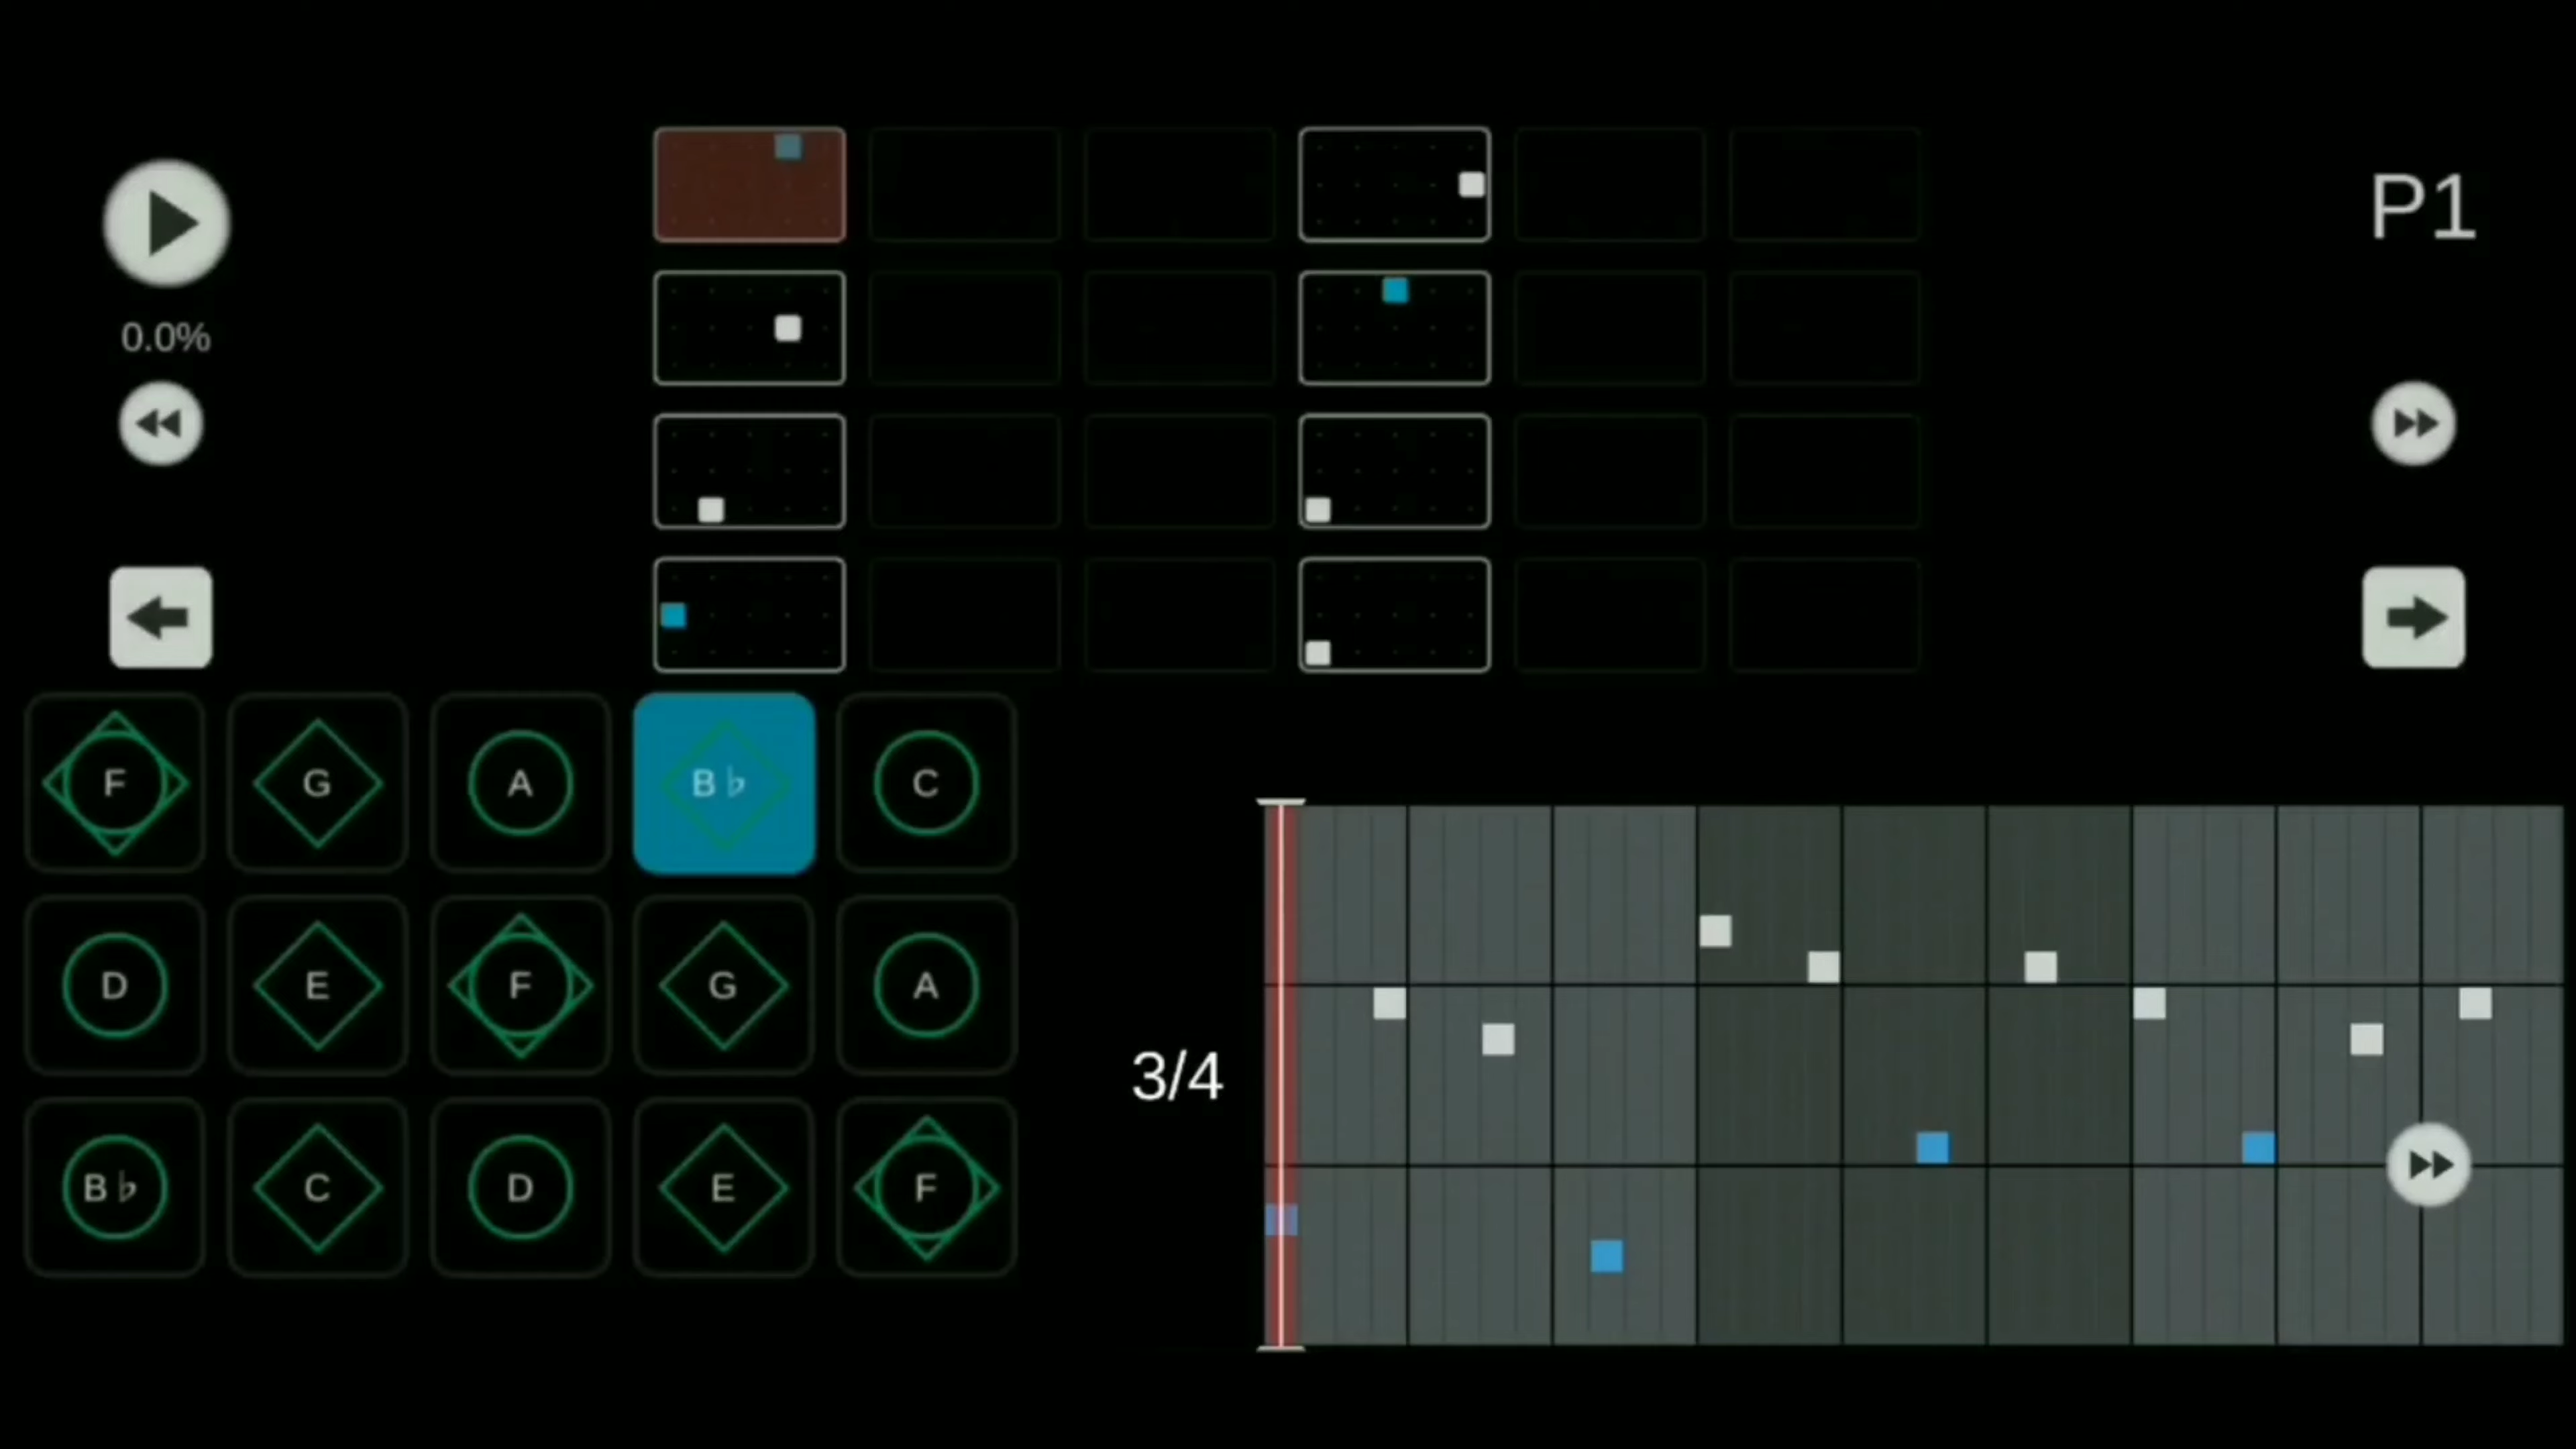 P1
0.0%
F G A B♭ C
D E F G A
3/4
B♭ C D E F